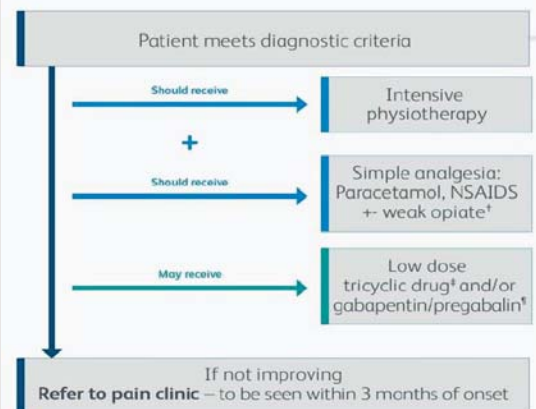 Patient meets diagnostic criteria
Should receive
Intensive
physiotherapy
+
Should receive
Simple analgesia:
Paracetamol, NSAIDS
+- weak opiate†
May receive
Low dose
tricyclic drug‡ and/or
gabapentin/pregabalin¶
If not improving
Refer to pain clinic – to be seen within 3 months of onset